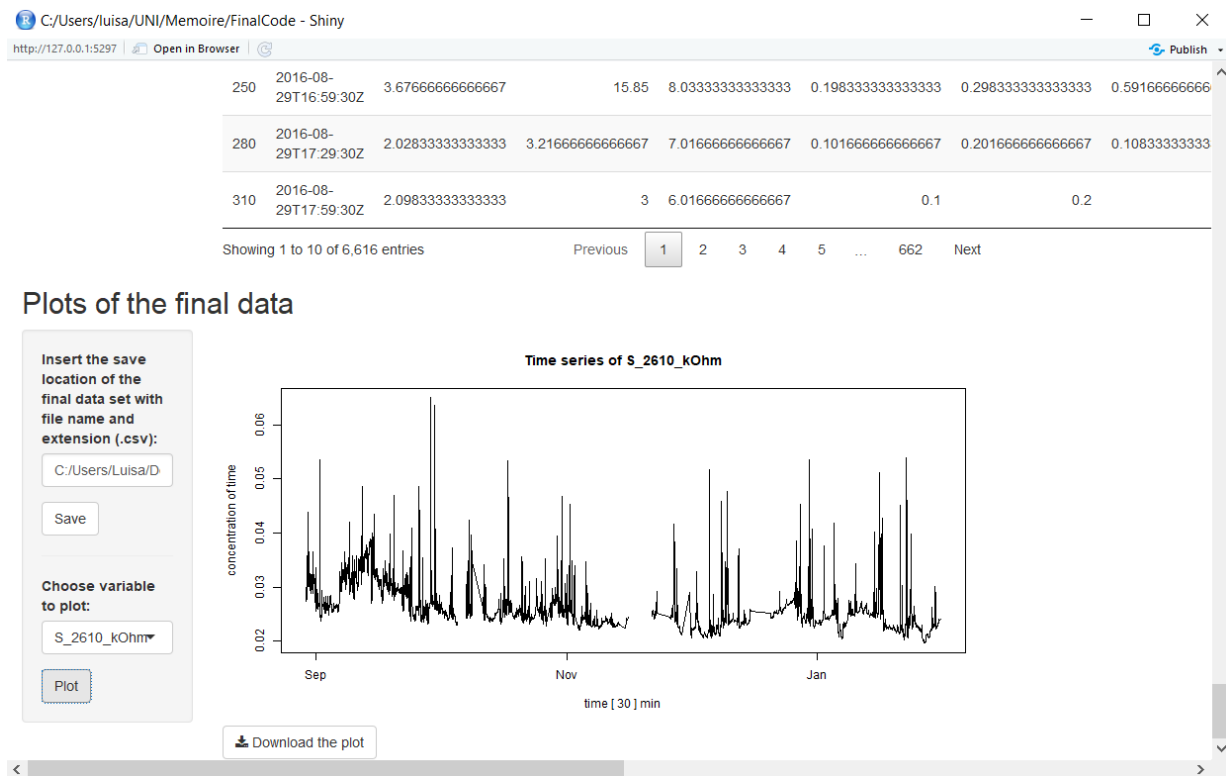 C:/Users/luisa/UNI/Memoire/FinalCode - Shiny
http://127.0.0.1:5297 Open in Browser Publish
250 2016-08-29T16:59:30Z 3.67666666666667 15.85 8.03333333333333 0.198333333333333 0.298333333333333 0.59166666666
280 2016-08-29T17:29:30Z 2.02833333333333 3.21666666666667 7.01666666666667 0.101666666666667 0.201666666666667 0.10833333333
310 2016-08-29T17:59:30Z 2.09833333333333 3 6.01666666666667 0.1 0.2
Showing 1 to 10 of 6,616 entries Previous 1 2 3 4 5 ... 662 Next
Plots of the final data
Insert the save
location of the
final data set with
file name and
extension (.csv):
C:/Users/Luisa/D
Save
Choose variable
to plot:
S_2610_kOhm
Plot
Time series of S_2610_kOhm
concentration of time
0.06
0.05
0.04
0.03
0.02
Sep Nov Jan
time [ 30 ] min
Download the plot